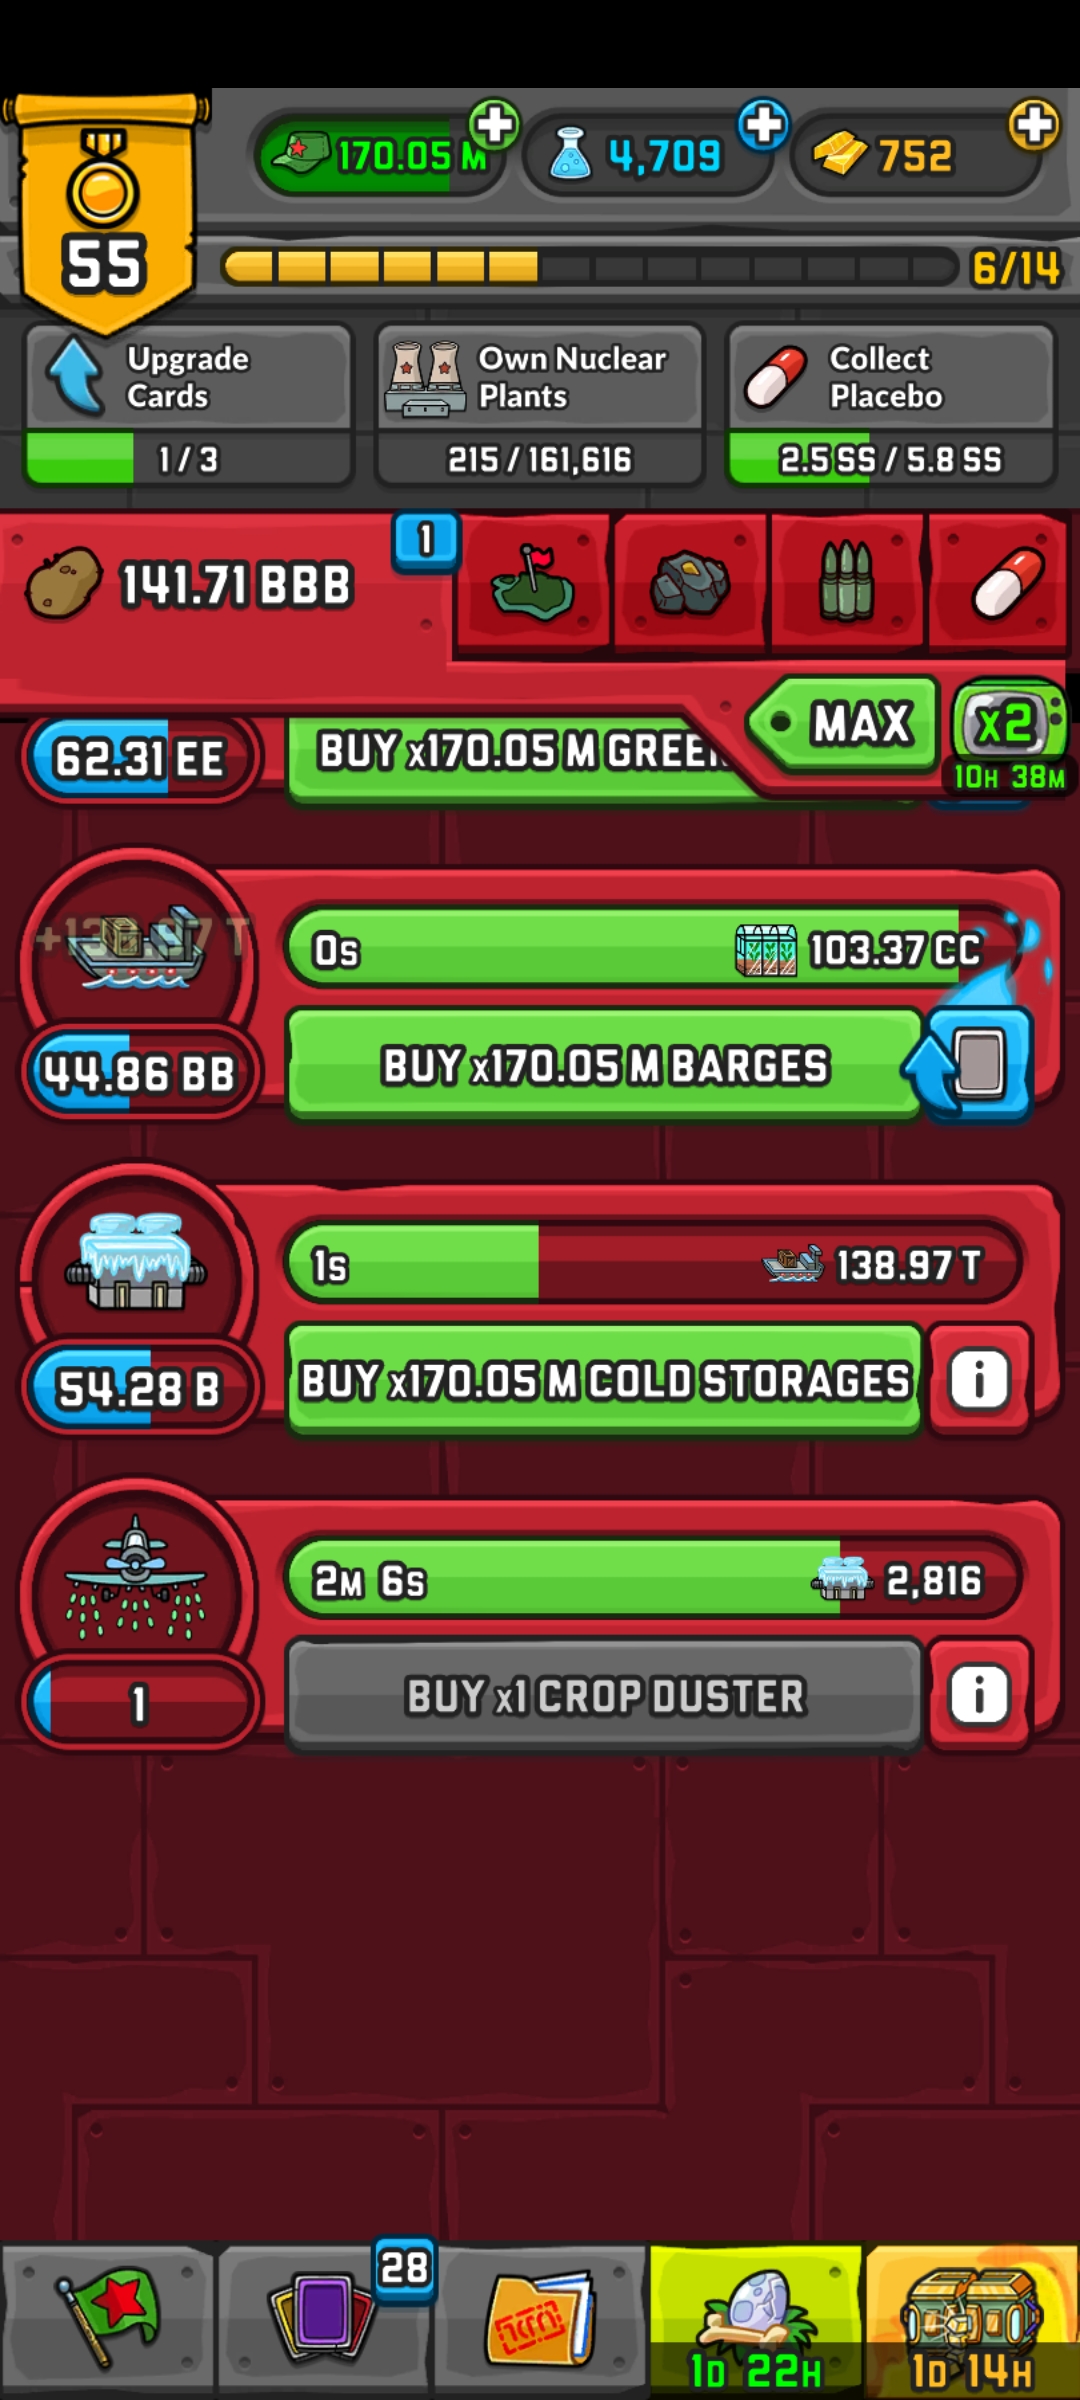 170.05 M
4,709
752
55
6/14
Upgrade
Cards
1 / 3
Own Nuclear
Plants
215 / 161,616
Collect
Placebo
2.5 SS / 5.8 SS
141.71 BBB
1
MAX
x2
10H 38M
62.31 EE
BUY x170.05 M GREE
0s
103.37 CC
44.86 BB
BUY x170.05 M BARGES
1s
138.97 T
54.28 B
BUY x170.05 M COLD STORAGES
i
2M 6s
2,816
1
BUY x1 CROP DUSTER
i
28
1D 22H
1D 14H